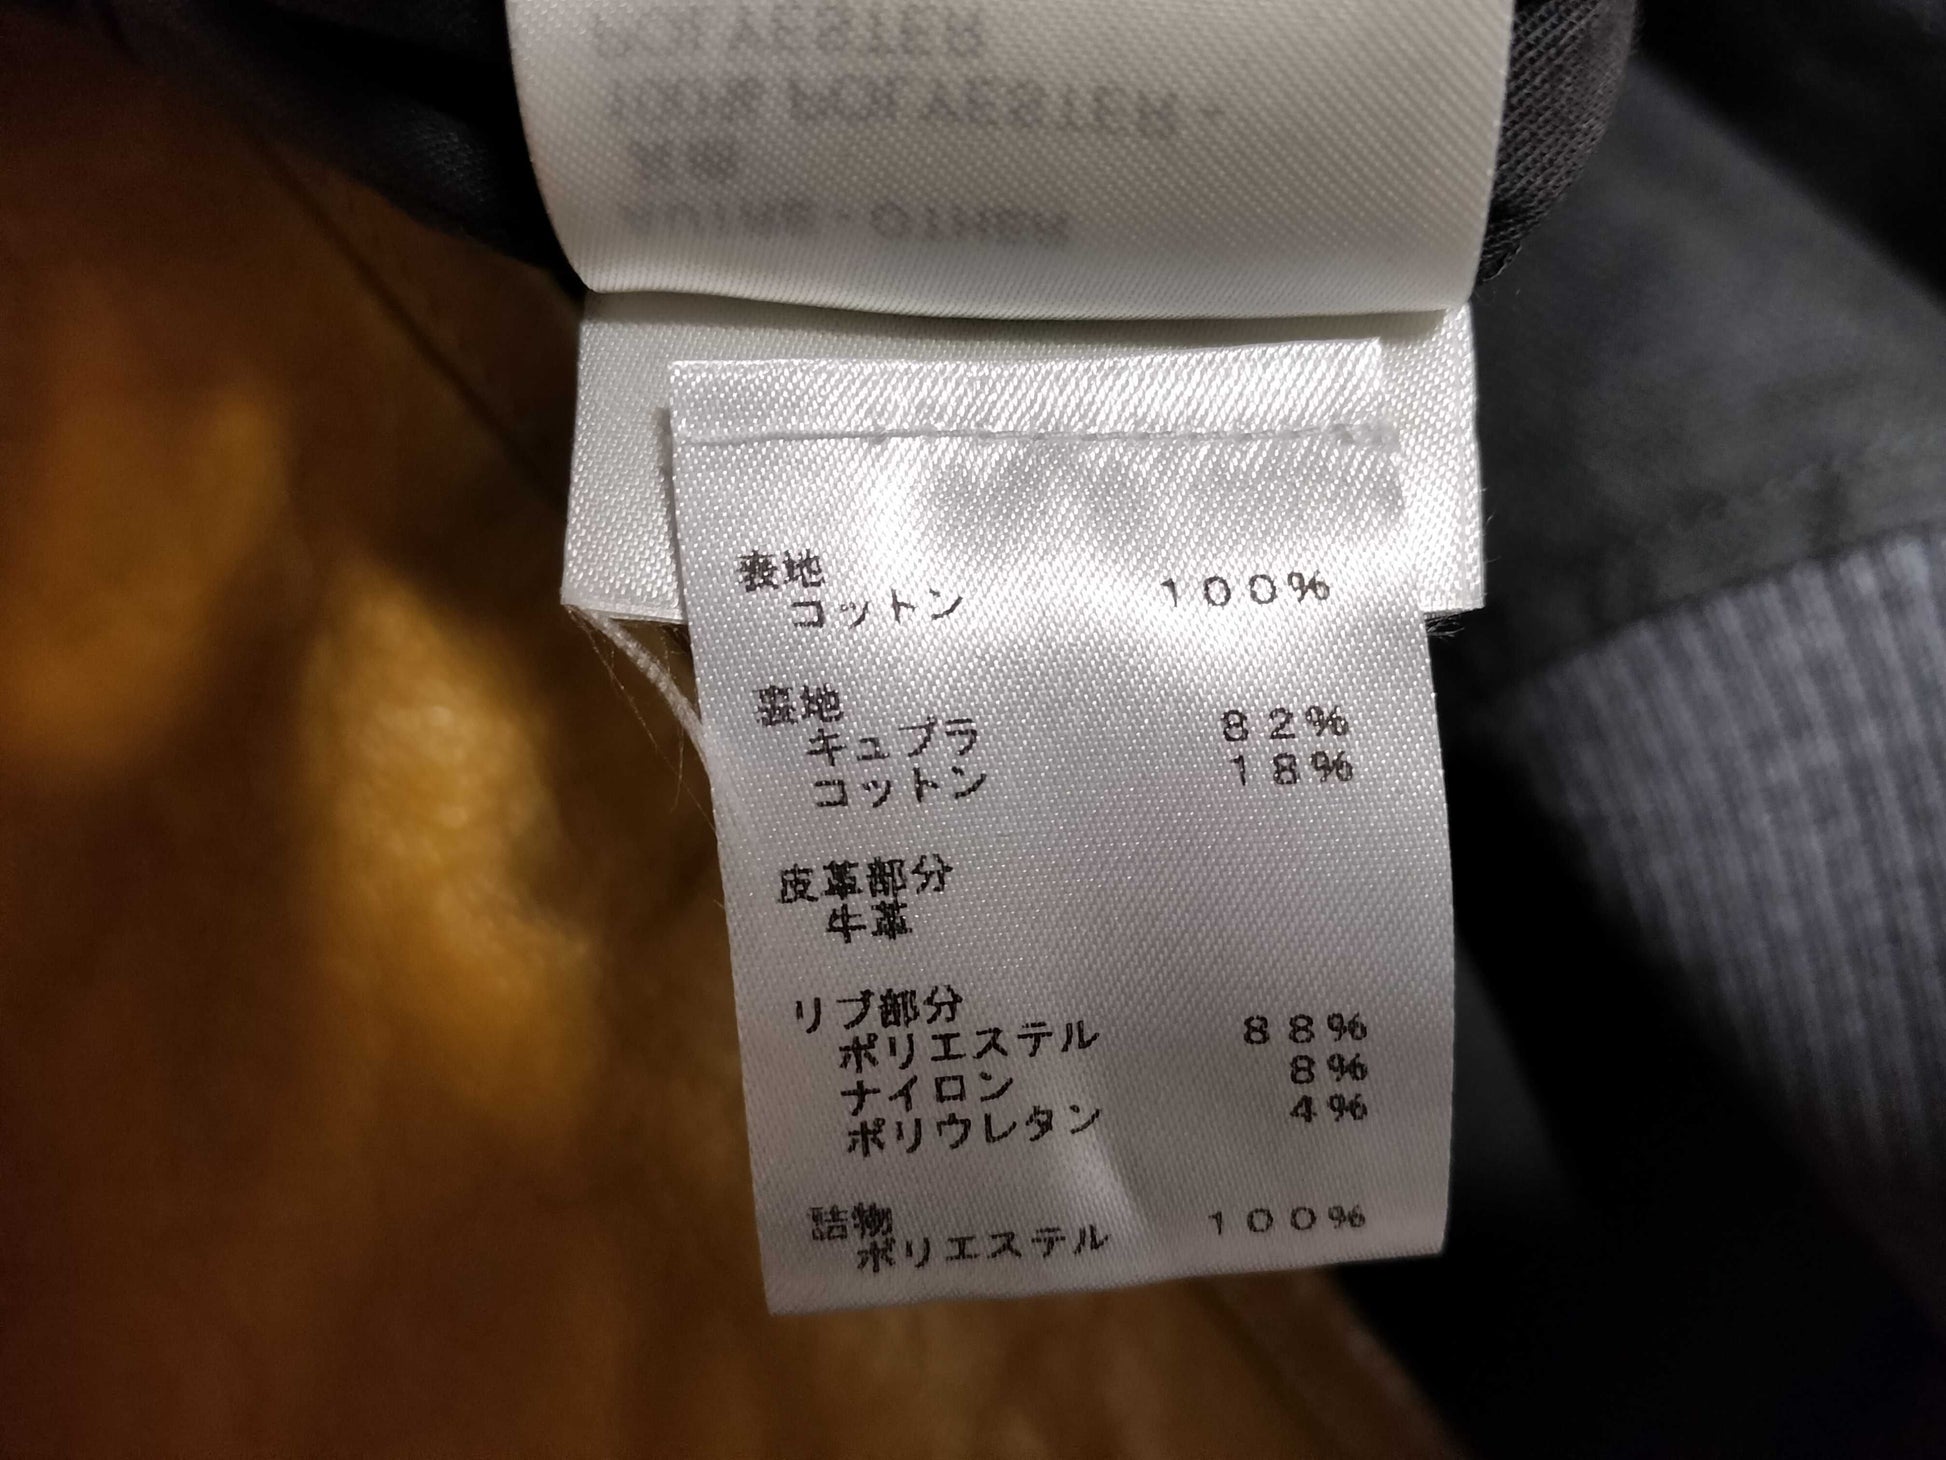 表地
コットン 100%
裏地
キュプラ 82%
コットン 18%
皮革部分
牛革
リブ部分
ポリエステル 88%
ナイロン 8%
ポリウレタン 4%
詰物
ポリエステル 100%